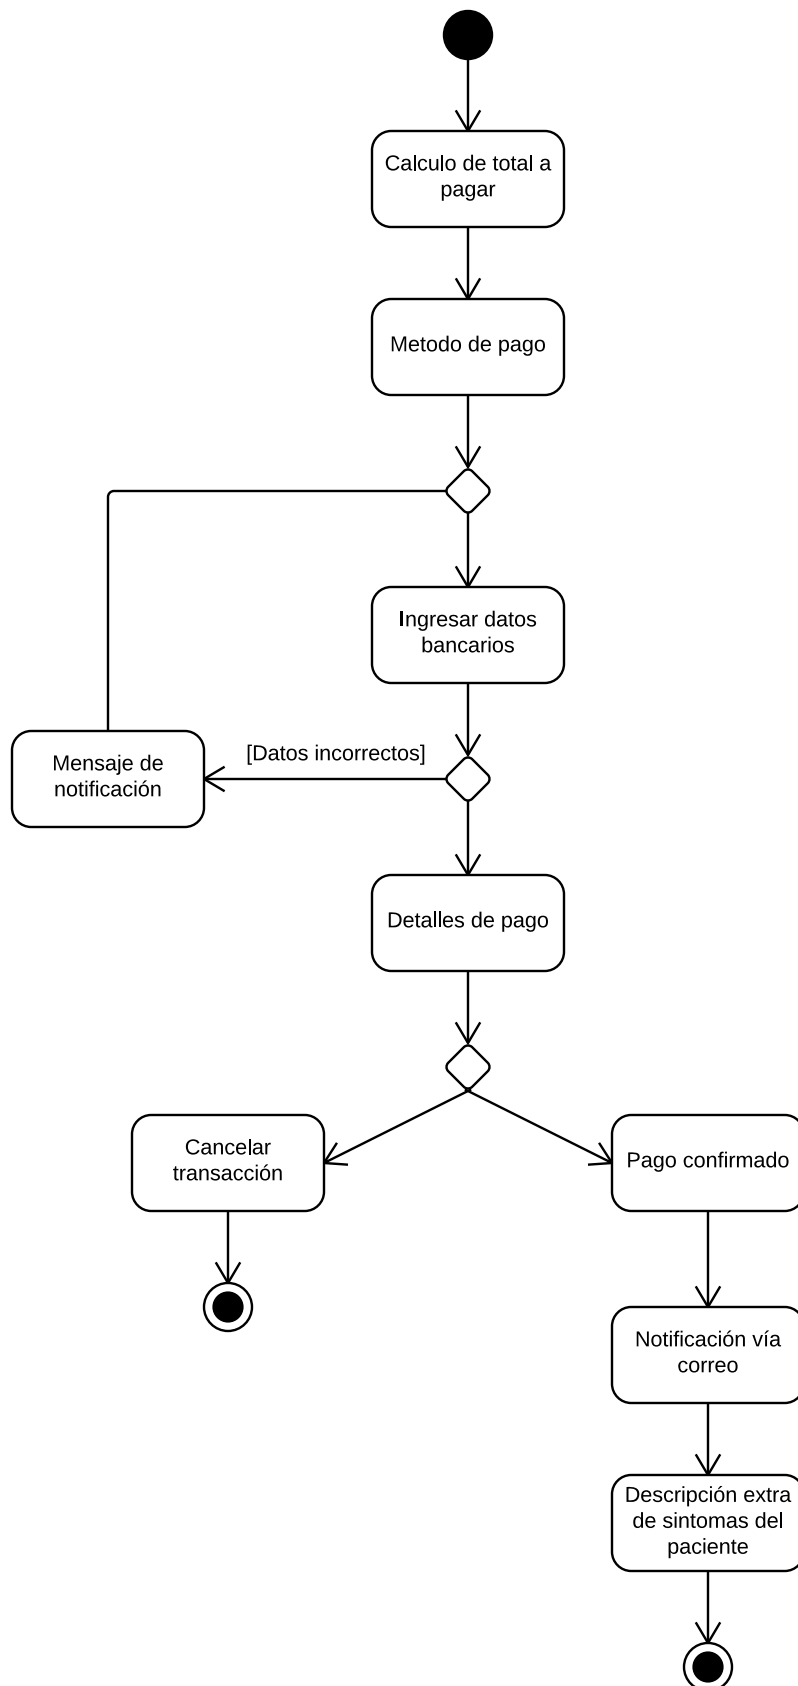 Calculo de total a
pagar
Metodo de pago
Ingresar datos
bancarios
Mensaje de
notificación
[Datos incorrectos]
Detalles de pago
Cancelar
transacción
Pago confirmado
Notificación vía
correo
Descripción extra
de sintomas del
paciente